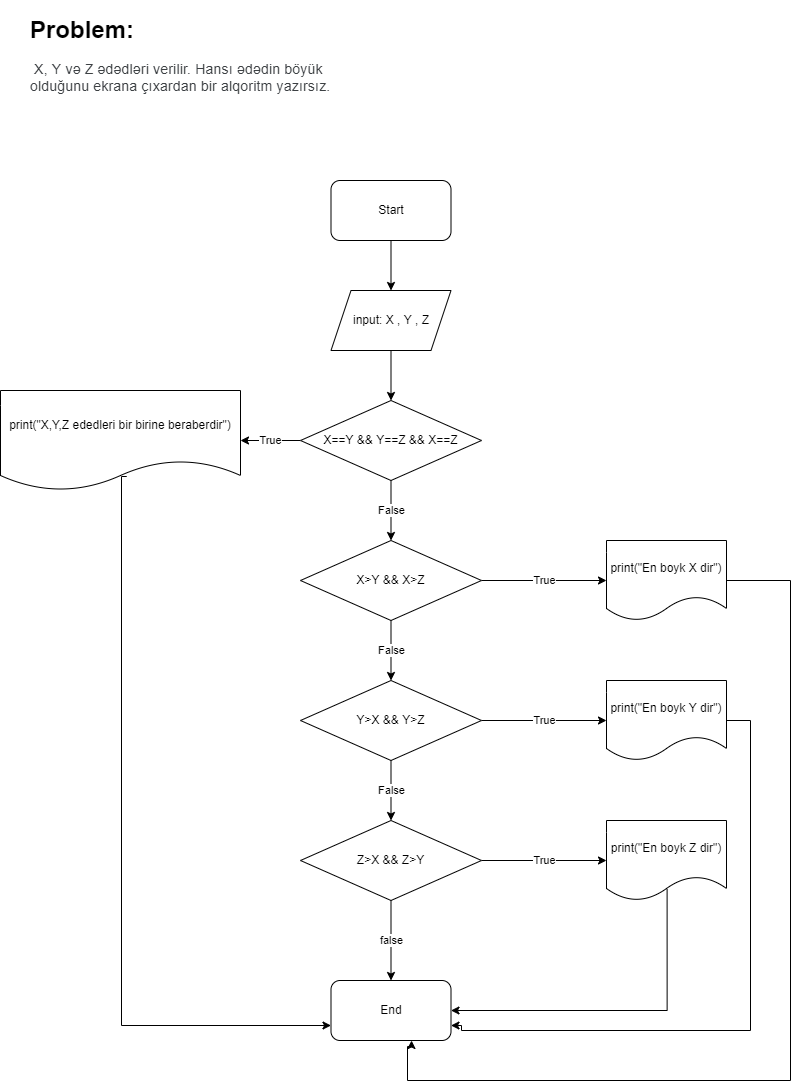 Problem:
X, Y və Z ədədləri verilir. Hansı ədədin böyük
olduğunu ekrana çıxardan bir alqoritm yazırsız.
Start
input: X , Y , Z
print("X,Y,Z ededleri bir birine beraberdir")
True
X==Y && Y==Z && X==Z
False
X>Y && X>Z
True
print("En boyk X dir")
False
Y>X && Y>Z
True
print("En boyk Y dir")
False
Z>X && Z>Y
True
print("En boyk Z dir")
false
End